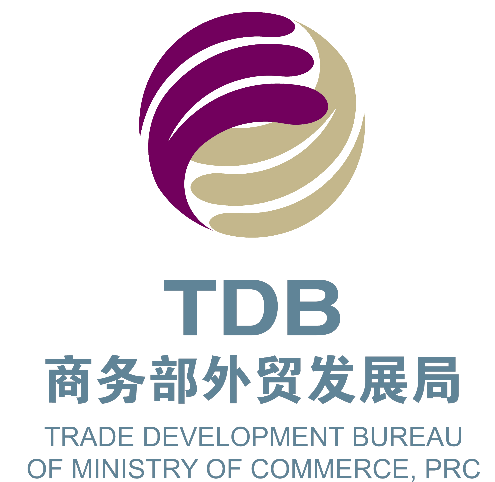 TDB
商务部外贸发展局
TRADE DEVELOPMENT BUREAU
OF MINISTRY OF COMMERCE, PRC